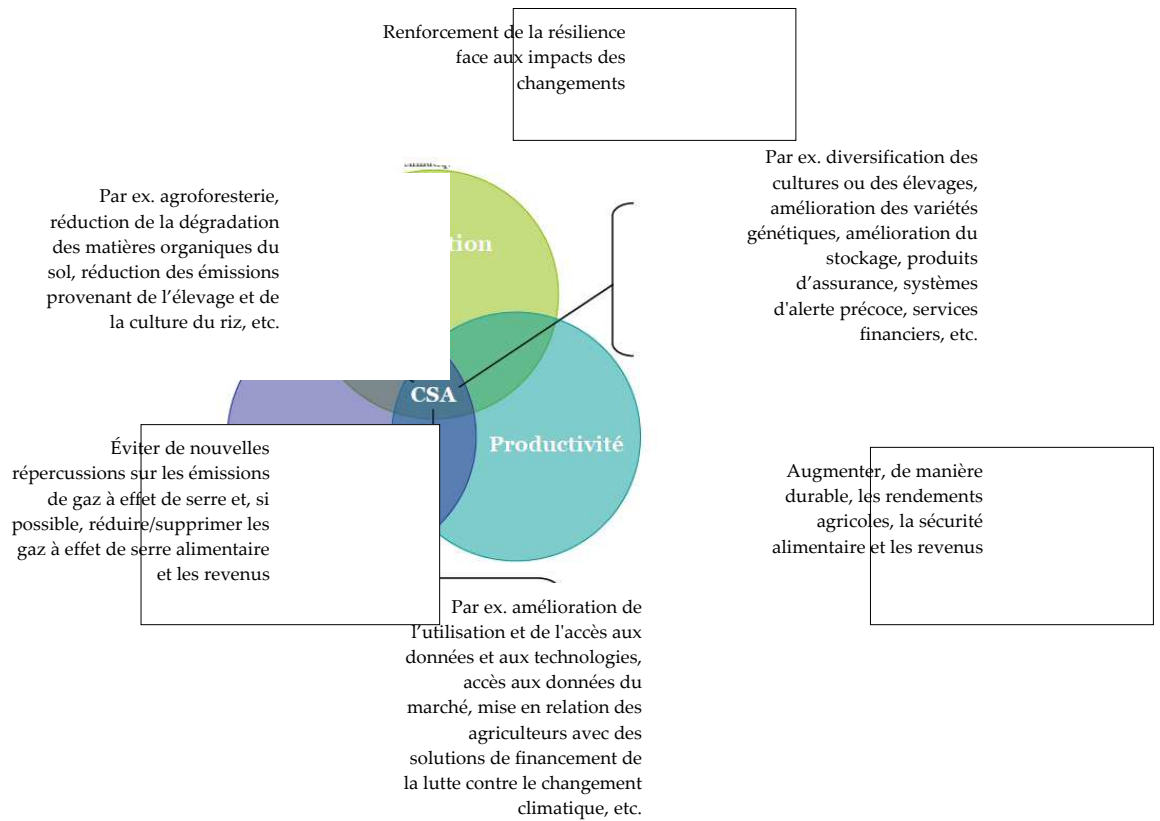 Renforcement de la résilience
face aux impacts des
changements
Par ex. diversification des
cultures ou des élevages,
amélioration des variétés
génétiques, amélioration du
stockage, produits
d’assurance, systèmes
d'alerte précoce, services
financiers, etc.
Par ex. agroforesterie,
réduction de la dégradation
des matières organiques du
sol, réduction des émissions
provenant de l’élevage et de
la culture du riz, etc.
tion
CSA
Productivité
Éviter de nouvelles
répercussions sur les émissions
de gaz à effet de serre et, si
possible, réduire/supprimer les
gaz à effet de serre alimentaire
et les revenus
Augmenter, de manière
durable, les rendements
agricoles, la sécurité
alimentaire et les revenus
Par ex. amélioration de
l’utilisation et de l'accès aux
données et aux technologies,
accès aux données du
marché, mise en relation des
agriculteurs avec des
solutions de financement de
la lutte contre le changement
climatique, etc.